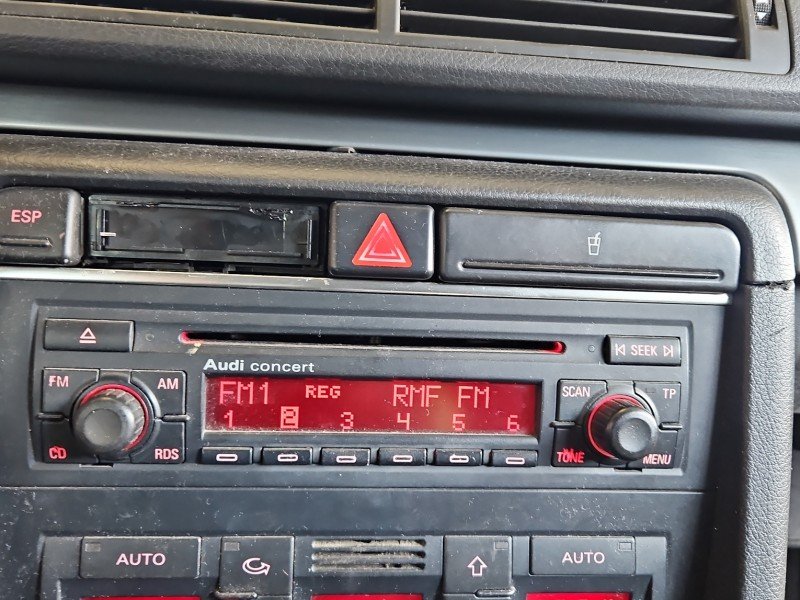 ESP
Audi concert
SEEK
FM AM
FM1 REG RMF FM
SCAN TP
1 2 3 4 5 6
CD RDS
TONE MENU
AUTO
AUTO